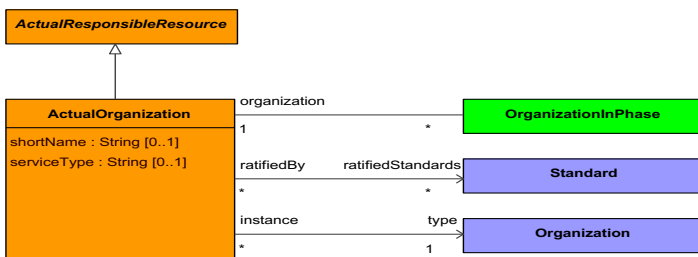 ActualResponsibleResource
ActualOrganization
shortName : String [0..1]
serviceType : String [0..1]
organization
1
*
OrganizationInPhase
ratifiedBy
ratifiedStandards
*
*
Standard
instance
type
*
1
Organization